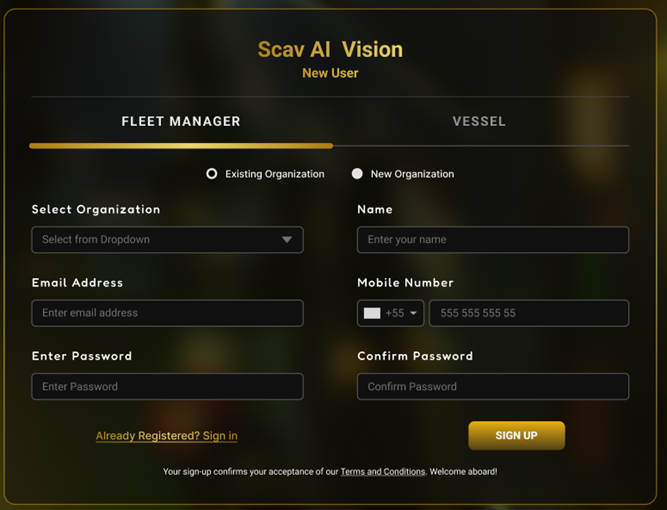 Scav AI Vision
New User
FLEET MANAGER VESSEL
Existing Organization New Organization
Select Organization Name
Select from Dropdown Enter your name
Email Address Mobile Number
Enter email address +55 555 555 555 55
Enter Password Confirm Password
Enter Password Confirm Password
Already Registered? Sign in SIGN UP
Your sign-up confirms your acceptance of our Terms and Conditions. Welcome aboard!